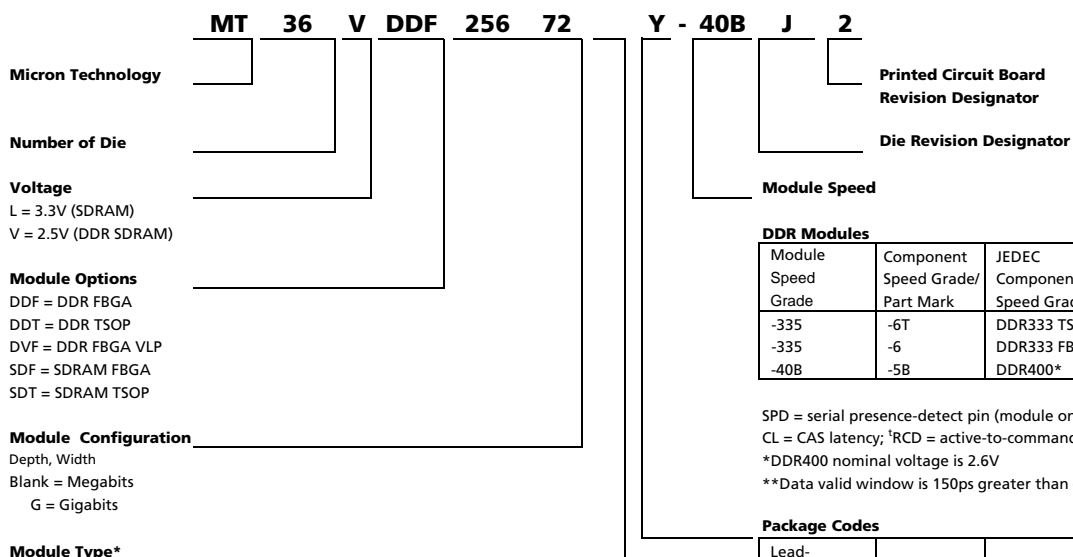 MT 36 V DDF 256 72 Y - 40B J 2
Micron Technology
Number of Die
Voltage
L = 3.3V (SDRAM)
V = 2.5V (DDR SDRAM)
Module Options
DDF = DDR FBGA
DDT = DDR TSOP
DVF = DDR FBGA VLP
SDF = SDRAM FBGA
SDT = SDRAM TSOP
Module Configuration
Depth, Width
Blank = Megabits
G = Gigabits
Module Type*
Printed Circuit Board
Revision Designator
Die Revision Designator
Module Speed
DDR Modules
Module Component JEDEC
Speed Speed Grade/
Grade Part Mark Speed
-335 -6T DDR333
-335 -6 DDR333
-40B -5B DDR400*
SPD = serial presence-detect pin (module
CL = CAS latency; tRCD =
*DDR400 nominal voltage is 2.6V
**Data valid window is 150ps greater than
Package Codes
Lead-